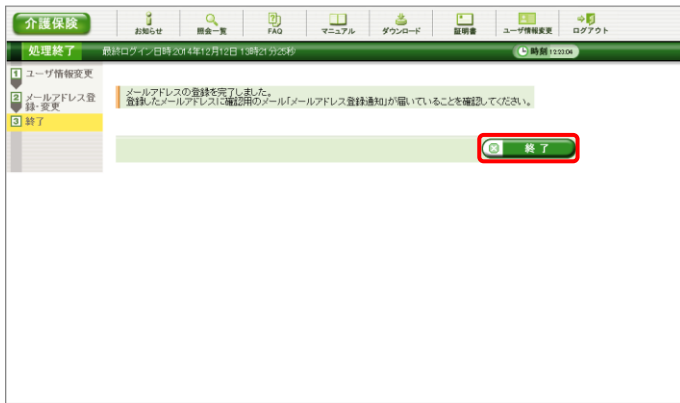 介護保険
お知らせ 照会一覧 FAQ マニュアル ダウンロード 証明書 ユーザ情報変更 ログアウト
処理終了 最終ログイン日時:2014年12月12日 13時21分25秒 時刻 12:23:04
1 ユーザ情報変更
2 メールアドレス登
録・変更
3 終了
メールアドレスの登録を完了しました。
登録したメールアドレスに確認用のメール「メールアドレス登録通知」が届いていることを確認してください。
終了